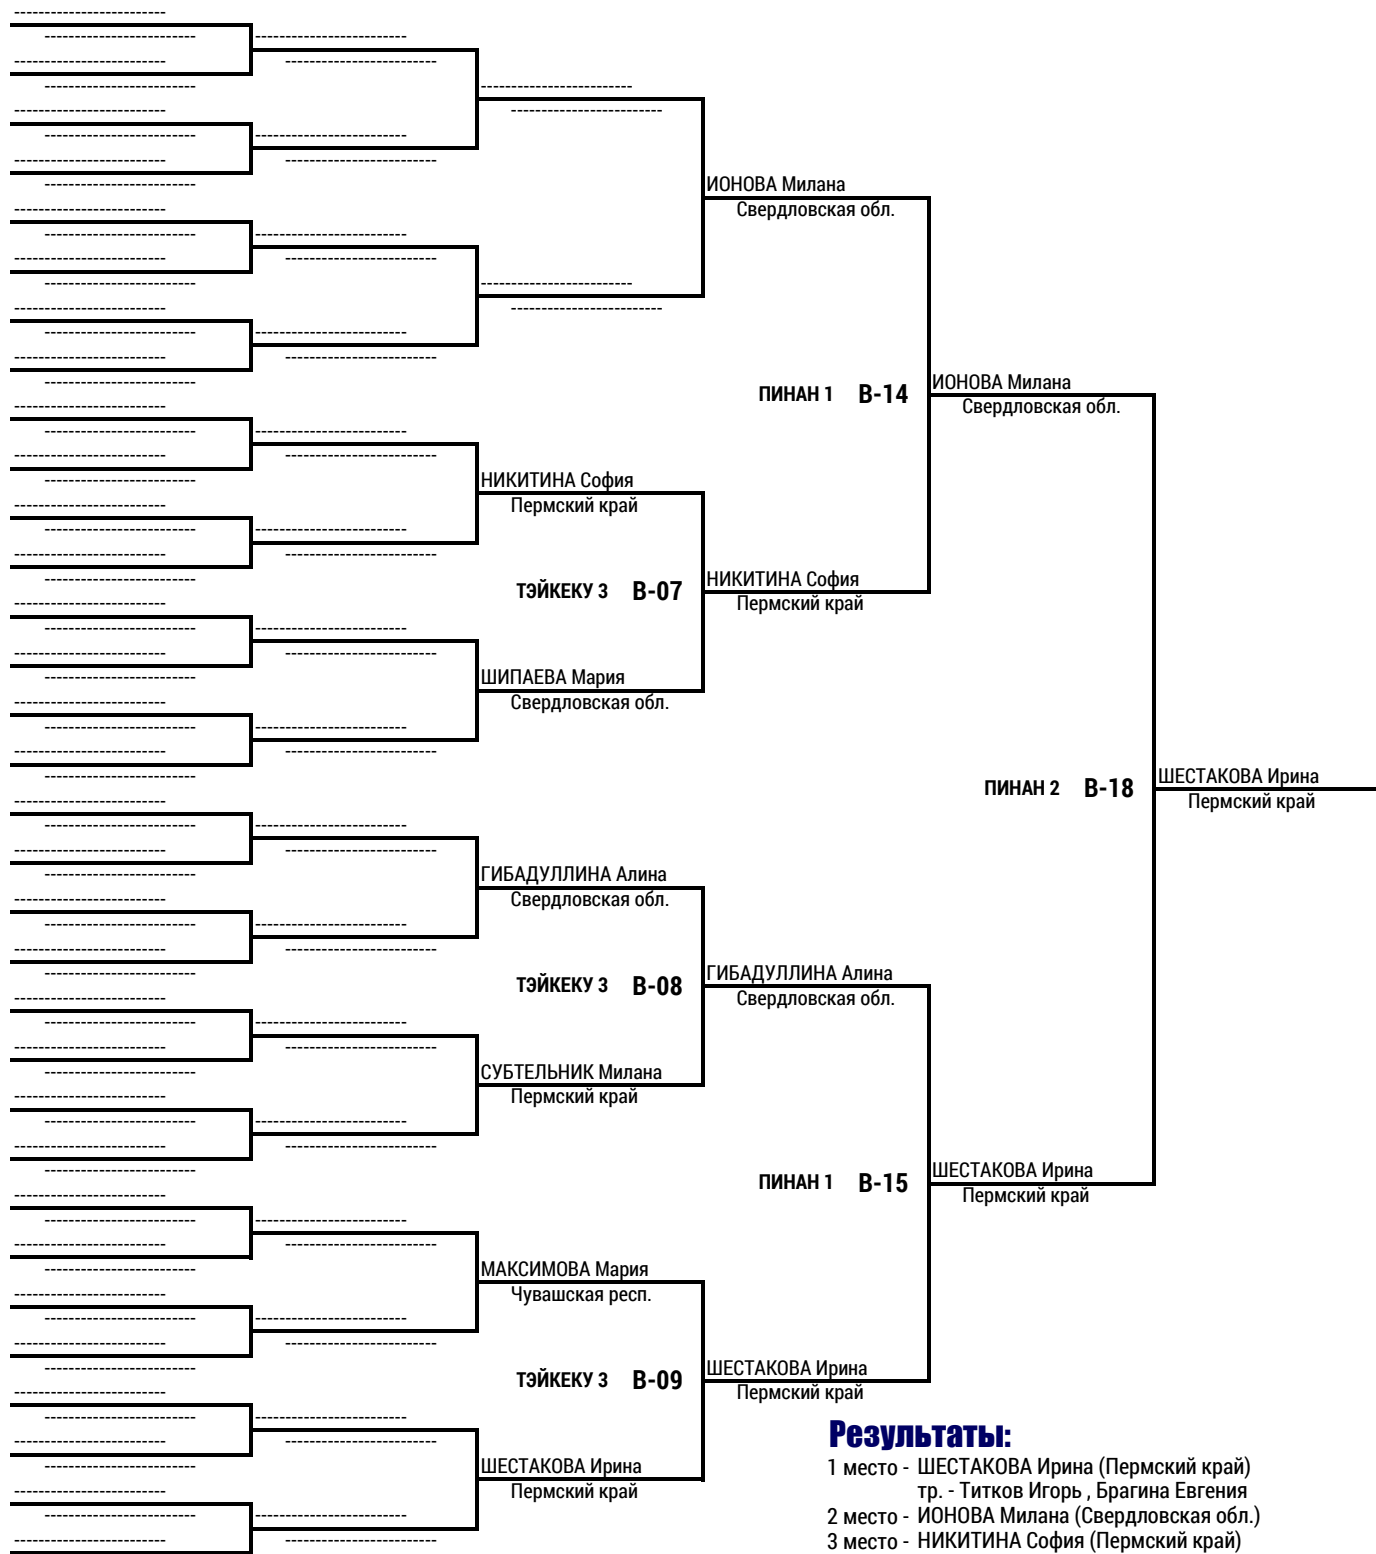 ИОНОВА Милана
Свердловская обл.
ПИНАН 1 B-14
ИОНОВА Милана
Свердловская обл.
НИКИТИНА София
Пермский край
ТЭЙКЕКУ 3 B-07
НИКИТИНА София
Пермский край
ШИПАЕВА Мария
Свердловская обл.
ПИНАН 2 B-18
ШЕСТАКОВА Ирина
Пермский край
ГИБАДУЛЛИНА Алина
Свердловская обл.
ТЭЙКЕКУ 3 B-08
ГИБАДУЛЛИНА Алина
Свердловская обл.
СУБТЕЛЬНИК Милана
Пермский край
ПИНАН 1 B-15
ШЕСТАКОВА Ирина
Пермский край
МАКСИМОВА Мария
Чувашская респ.
ТЭЙКЕКУ 3 B-09
ШЕСТАКОВА Ирина
Пермский край
ШЕСТАКОВА Ирина
Пермский край
Результаты:
1 место - ШЕСТАКОВА Ирина (Пермский край)
тр. - Титков Игорь , Брагина Евгения
2 место - ИОНОВА Милана (Свердловская обл.)
3 место - НИКИТИНА София (Пермский край)